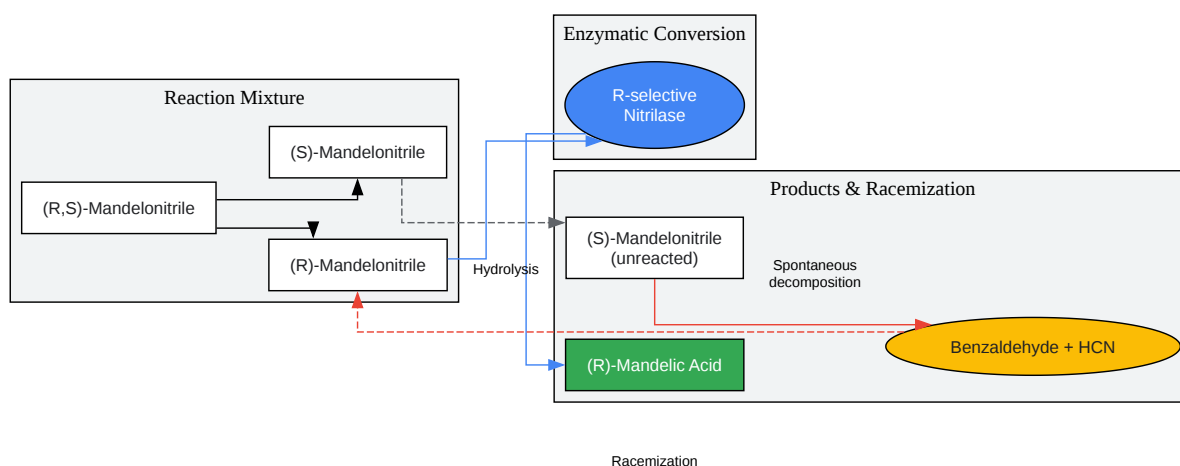 Enzymatic Conversion
R-selective
Nitrilase
Reaction Mixture
(S)-Mandelonitrile
(R,S)-Mandelonitrile
(R)-Mandelonitrile
Hydrolysis
Products & Racemization
(S)-Mandelonitrile
(unreacted)
Spontaneous
decomposition
Benzaldehyde + HCN
(R)-Mandelic Acid
Racemization